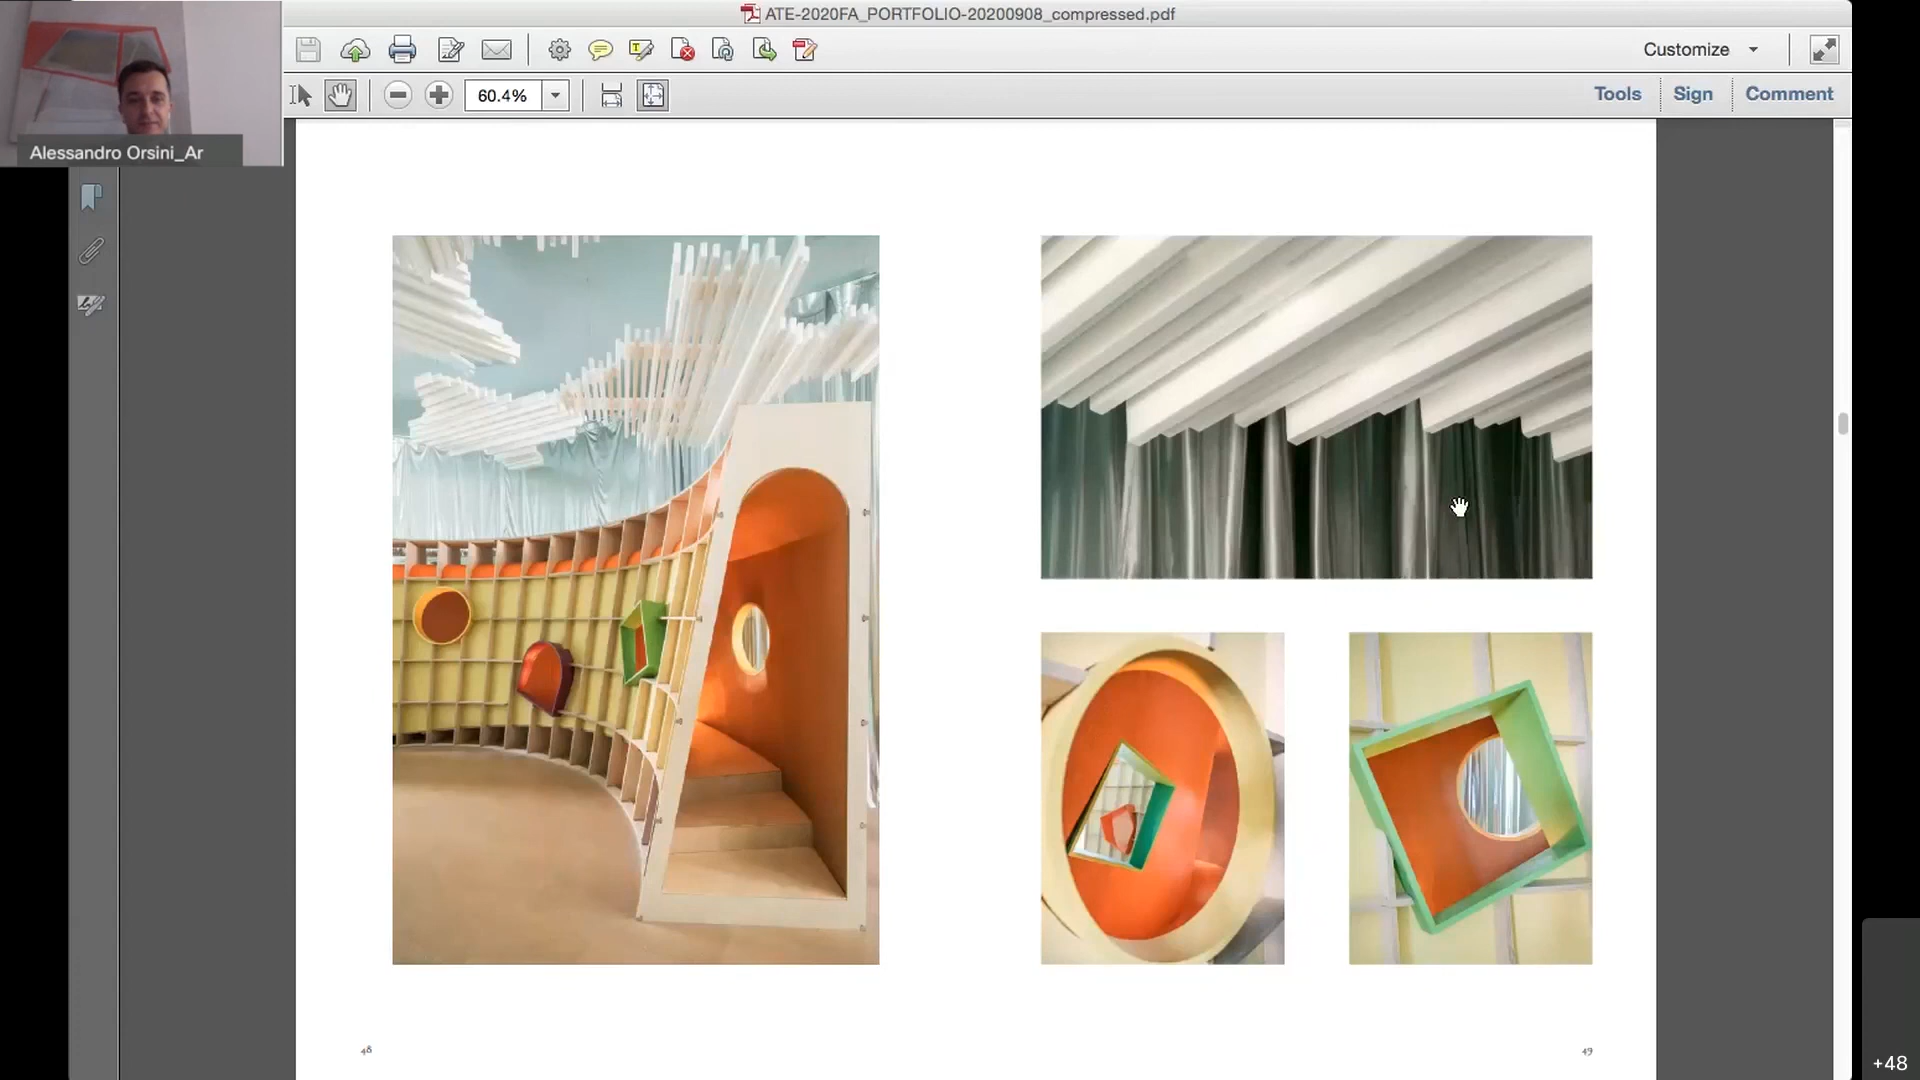 ATE-2020FA_PORTFOLIO-20200908_compressed.pdf
Customize
60.4%
Tools
Sign
Comment
Alessandro Orsini_Ar
48
49
+48